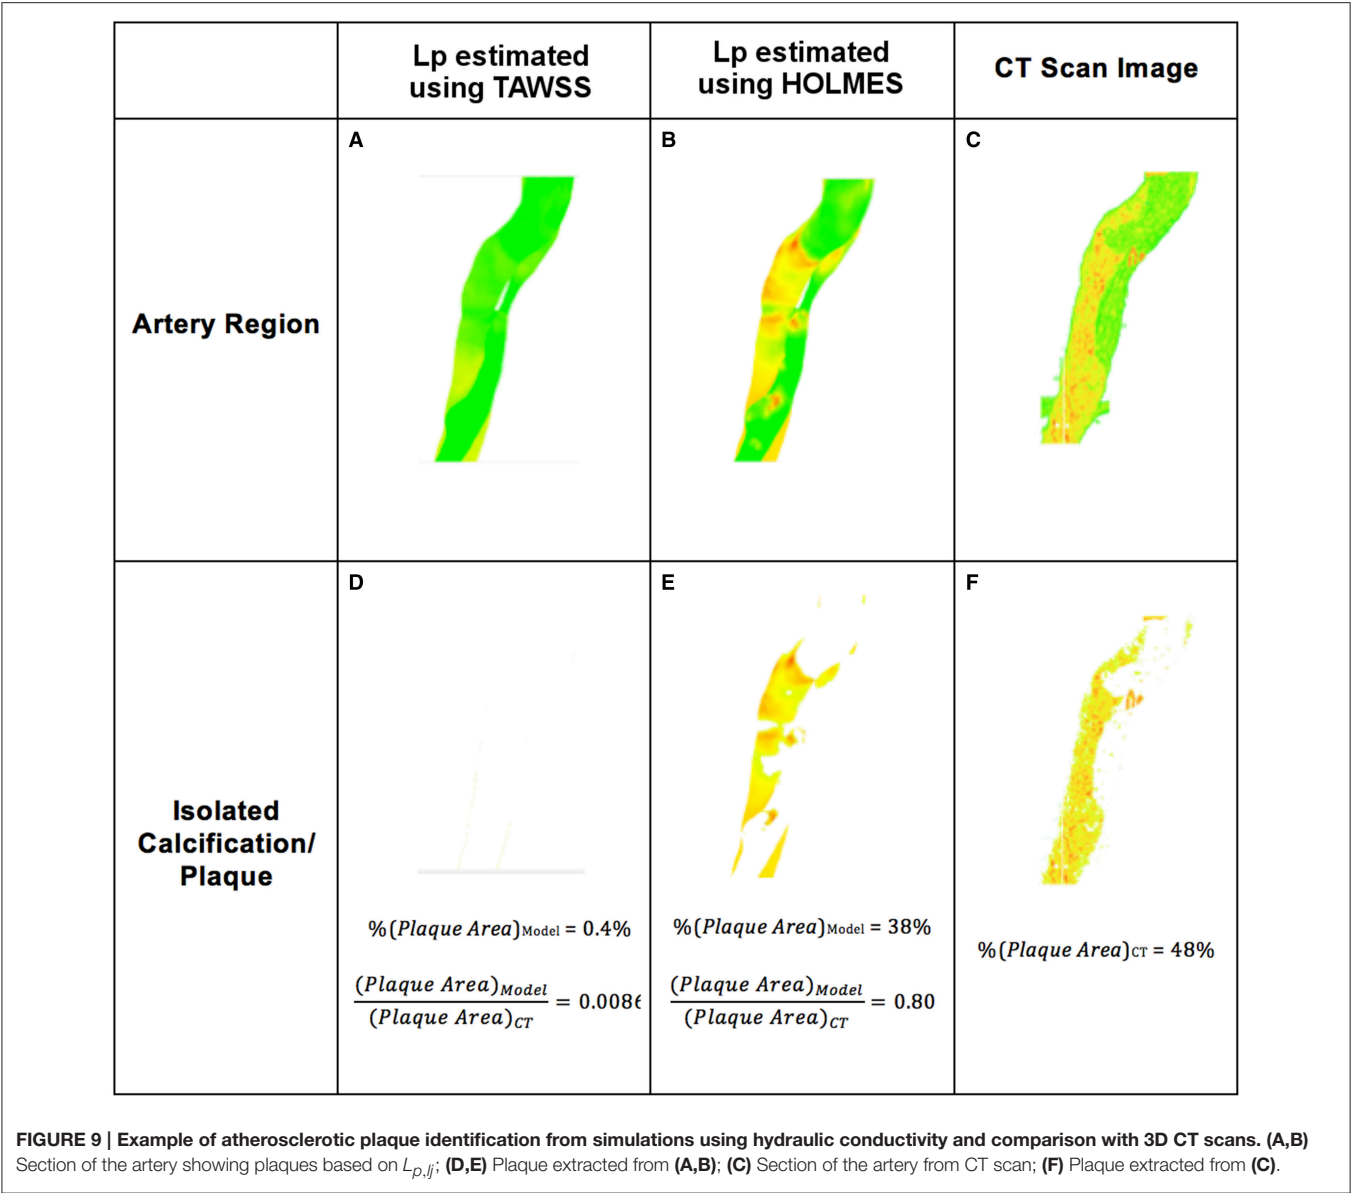 Lp estimated
using TAWSS
Lp estimated
using HOLMES
CT Scan Image
Artery Region
A
B
C
Isolated
Calcification/
Plaque
D
%(Plaque Area)Model = 0.4%
(Plaque Area)Model
(Plaque Area)CT
= 0.008
E
%(Plaque Area)Model = 38%
(Plaque Area)Model
(Plaque Area)CT
= 0.80
F
%(Plaque Area)CT = 48%
FIGURE 9 | Example of atherosclerotic plaque identification from simulations using hydraulic conductivity and comparison with 3D CT scans. (A,B)
Section of the artery showing plaques based on Lp,lj; (D,E) Plaque extracted from (A,B); (C) Section of the artery from CT scan; (F) Plaque extracted from (C).